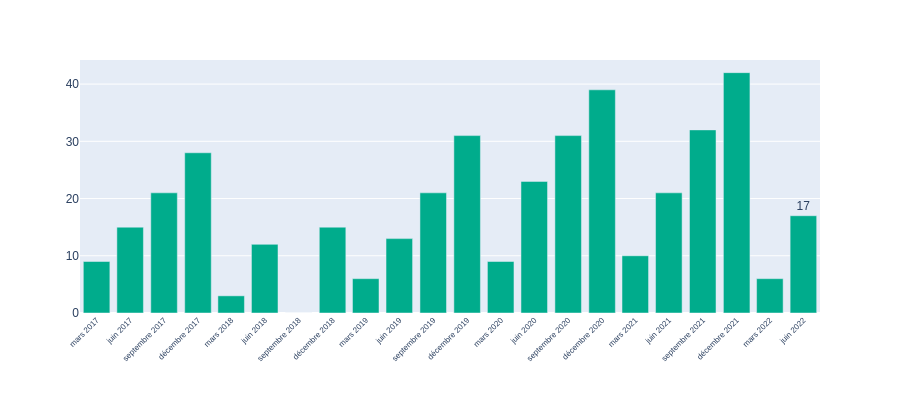 40
30
20
10
0
17
mars 2017
juin 2017
septembre 2017
décembre 2017
mars 2018
juin 2018
septembre 2018
décembre 2018
mars 2019
juin 2019
septembre 2019
décembre 2019
mars 2020
juin 2020
septembre 2020
décembre 2020
mars 2021
juin 2021
septembre 2021
décembre 2021
mars 2022
juin 2022